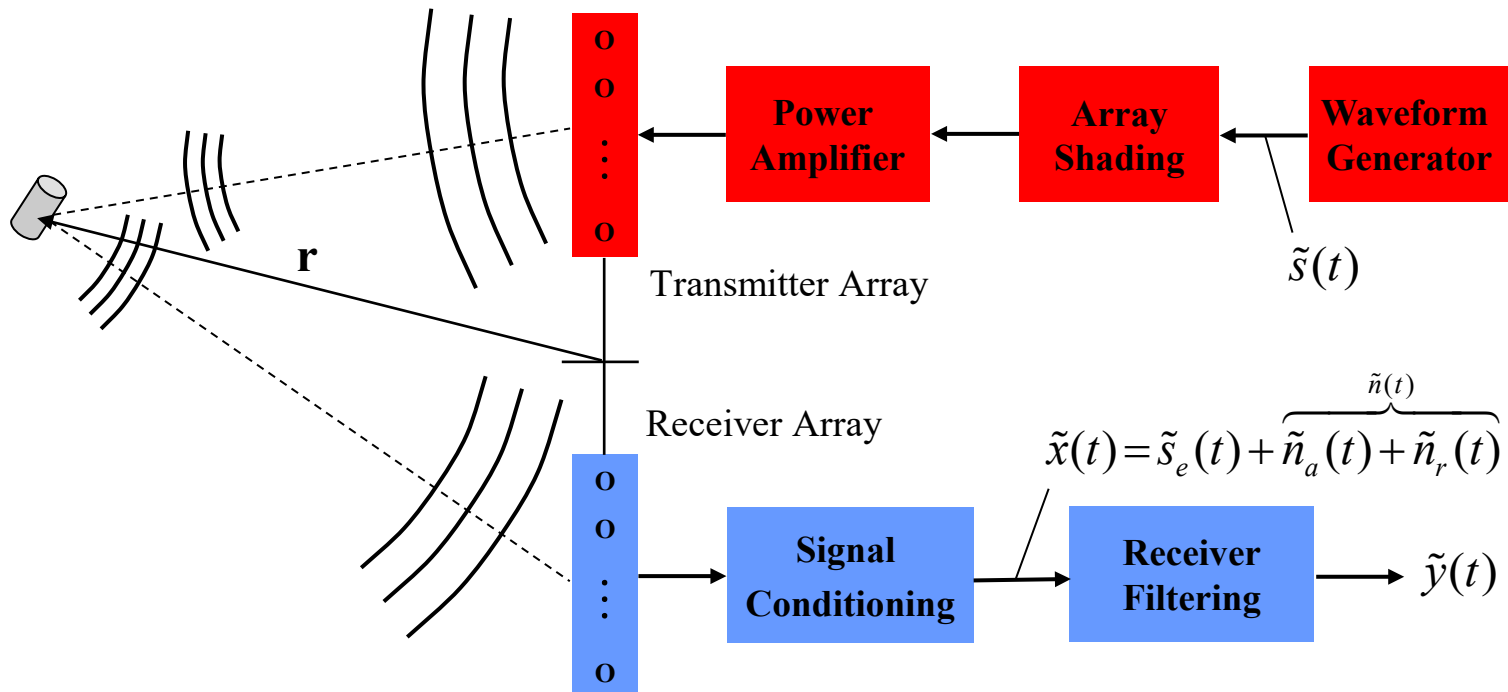 o
o
⋮
o
Power
Amplifier
Array
Shading
Waveform
Generator
s̃(t)
r
Transmitter Array
Receiver Array
ñ(t)
x̃(t) = s̃ₑ(t) + ñₐ(t) + ñᵣ(t)
o
o
⋮
o
Signal
Conditioning
Receiver
Filtering
ỹ(t)